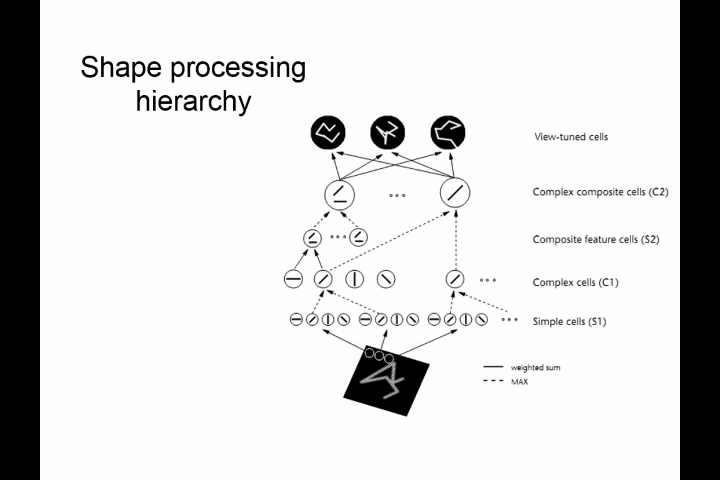 Shape processing
hierarchy
View-tuned cells
Complex composite cells (C2)
Composite feature cells (S2)
Complex cells (C1)
Simple cells (S1)
weighted sum
MAX